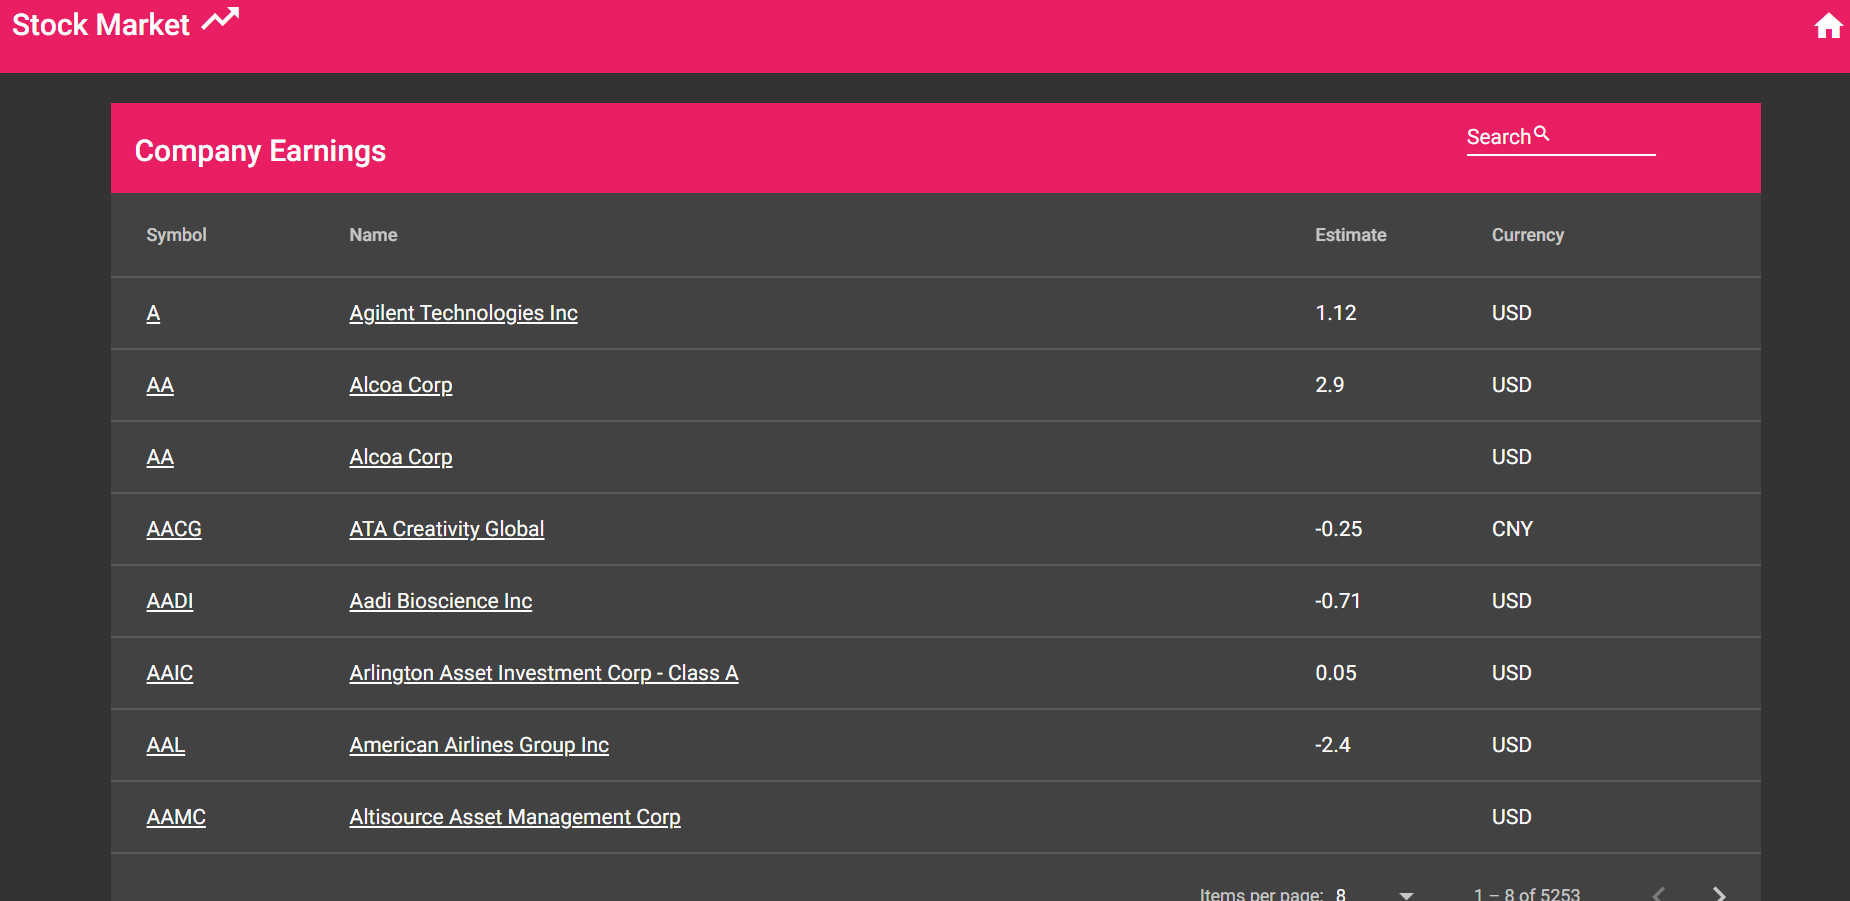 Stock Market
Company Earnings
Search
Symbol Name Estimate Currency
A Agilent Technologies Inc 1.12 USD
AA Alcoa Corp 2.9 USD
AA Alcoa Corp USD
AACG ATA Creativity Global -0.25 CNY
AADI Aadi Bioscience Inc -0.71 USD
AAIC Arlington Asset Investment Corp - Class A 0.05 USD
AAL American Airlines Group Inc -2.4 USD
AAMC Altisource Asset Management Corp USD
Items per page: 8 1 – 8 of 5253